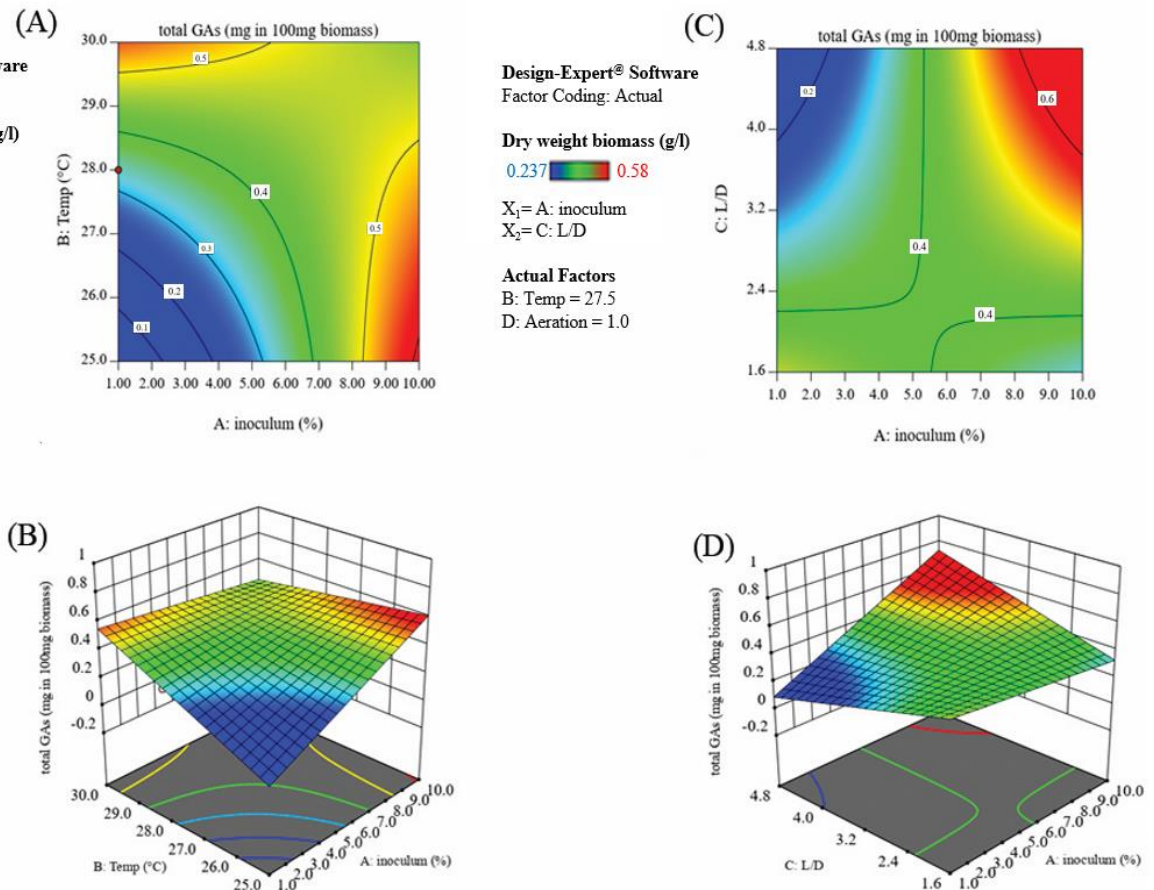 (A)
total GAs (mg in 100mg biomass)
30.0
29.0
28.0
27.0
26.0
25.0
B: Temp (°C)
0.5
0.4
0.3
0.2
0.1
0.5
1.00 2.00 3.00 4.00 5.00 6.00 7.00 8.00 9.00 10.00
A: inoculum (%)
Design-Expert® Software
Factor Coding: Actual
Dry weight biomass (g/l)
0.237 0.58
X₁= A: inoculum
X₂= C: L/D
Actual Factors
B: Temp = 27.5
D: Aeration = 1.0
(C)
total GAs (mg in 100mg biomass)
4.8
4.0
3.2
2.4
1.6
C: L/D
0.2
0.6
0.4
0.4
1.0 2.0 3.0 4.0 5.0 6.0 7.0 8.0 9.0 10.0
A: inoculum (%)
(B)
total GAs (mg in 100mg biomass)
1
0.8
0.6
0.4
0.2
0
-0.2
30.0
29.0
28.0
27.0
26.0
25.0
B: Temp (°C)
1.0 2.0 3.0 4.0 5.0 6.0 7.0 8.0 9.0 10.0
A: inoculum (%)
(D)
total GAs (mg in 100mg biomass)
1
0.8
0.6
0.4
0.2
0
-0.2
4.8
4.0
3.2
2.4
1.6
C: L/D
1.0 2.0 3.0 4.0 5.0 6.0 7.0 8.0 9.0 10.0
A: inoculum (%)